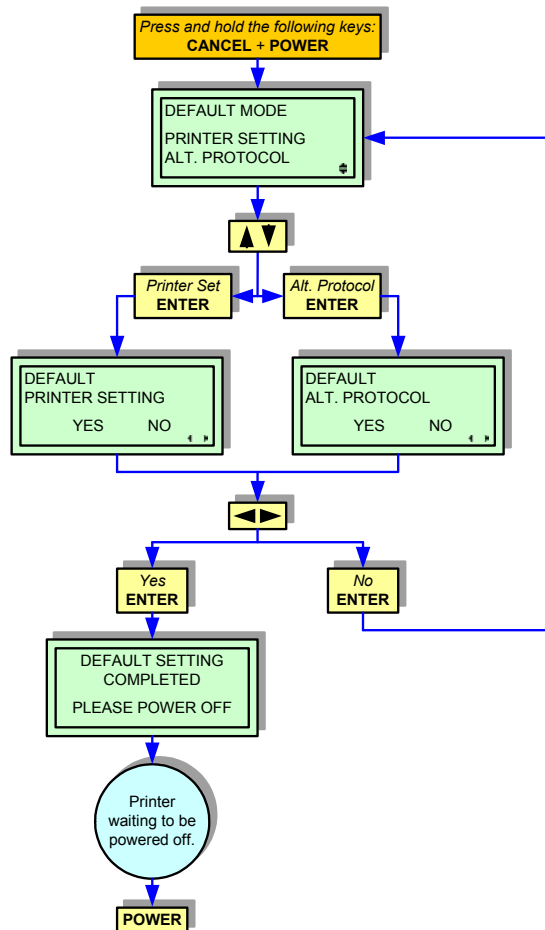 Press and hold the following keys:
CANCEL + POWER
DEFAULT MODE
PRINTER SETTING
ALT. PROTOCOL
Printer Set
ENTER
Alt. Protocol
ENTER
DEFAULT
PRINTER SETTING
YES NO
DEFAULT
ALT. PROTOCOL
YES NO
Yes
ENTER
No
ENTER
DEFAULT SETTING
COMPLETED
PLEASE POWER OFF
Printer
waiting to be
powered off.
POWER